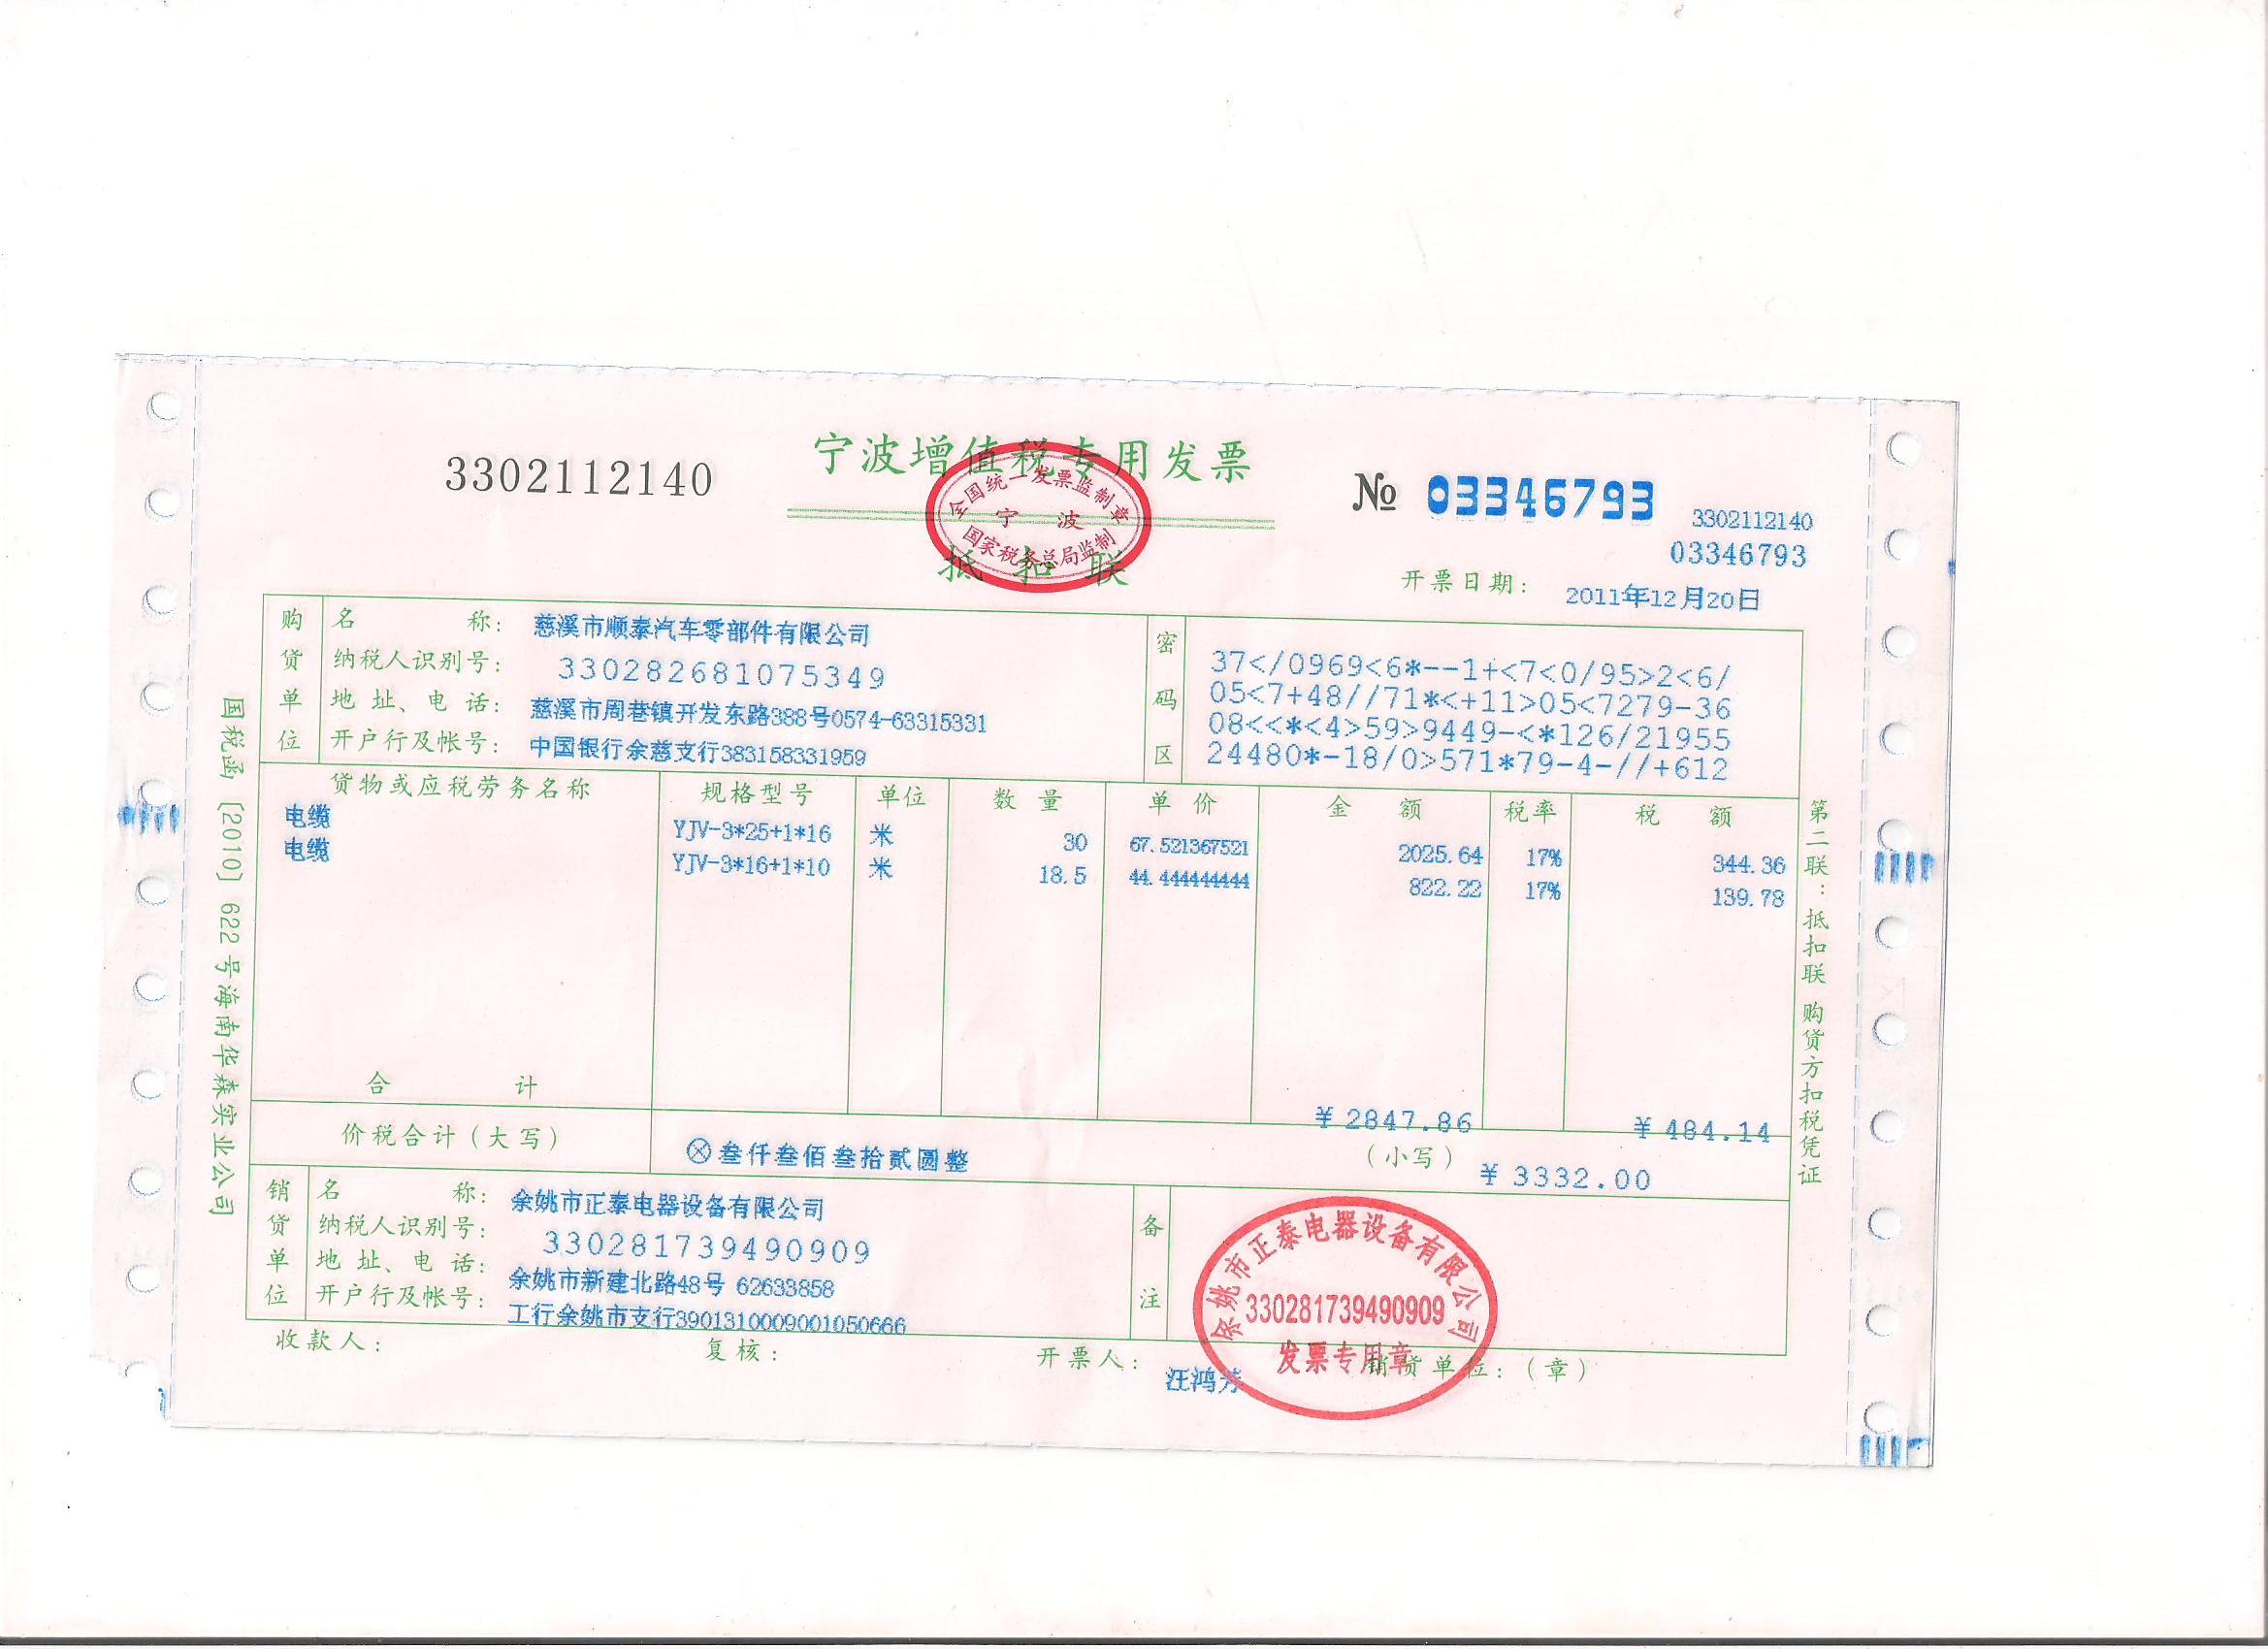 宁波增值税专用发票
3302112140
№ 03346793
3302112140
03346793
全国统一发票监制章
宁 波
国家税务总局监制
抵 扣 联
开票日期: 2011年12月20日
购货单位
名 称: 慈溪市顺泰汽车零部件有限公司
纳税人识别号: 330282681075349
地 址、电 话: 慈溪市周巷镇开发东路388号0574-63315331
开户行及帐号: 中国银行余慈支行383158331959
密码区
37</0969<6*--1+<7<0/95>2<6/
05<7+48//71*<+11>05<7279-36
08<<*<4>59>9449-<*126/21955
24480*-18/0>571*79-4-//+612
货物或应税劳务名称 规格型号 单位 数 量 单 价 金 额 税率 税 额
电缆 YJV-3*25+1*16 米 30 67.521367521 2025.64 17% 344.36
电缆 YJV-3*16+1*10 米 18.5 44.444444444 822.22 17% 139.78
合 计 ¥2847.86 ¥484.14
价税合计(大写) ⊗叁仟叁佰叁拾贰圆整 (小写) ¥3332.00
销货单位
名 称: 余姚市正泰电器设备有限公司
纳税人识别号: 330281739490909
地 址、电 话: 余姚市新建北路48号 62633858
开户行及帐号: 工行余姚市支行3901310009001050666
备注
余姚市正泰电器设备有限公司
330281739490909
发票专用章
收款人: 复核: 开票人: 汪鸿芳 销货单位:(章)
国税函〔2010〕622号海南华森实业公司
第二联:抵扣联 购货方扣税凭证